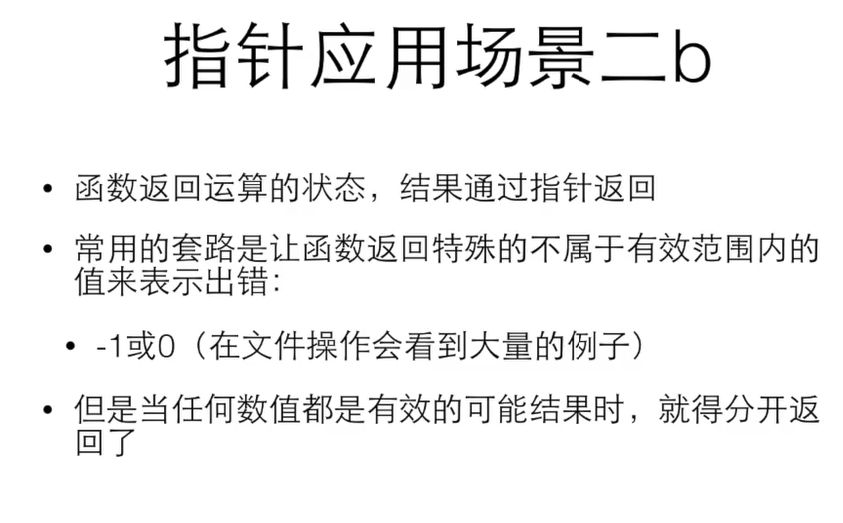 指针应用场景二b
• 函数返回运算的状态，结果通过指针返回
• 常用的套路是让函数返回特殊的不属于有效范围内的
值来表示出错：
• -1或0（在文件操作会看到大量的例子）
• 但是当任何数值都是有效的可能结果时，就得分开返
回了